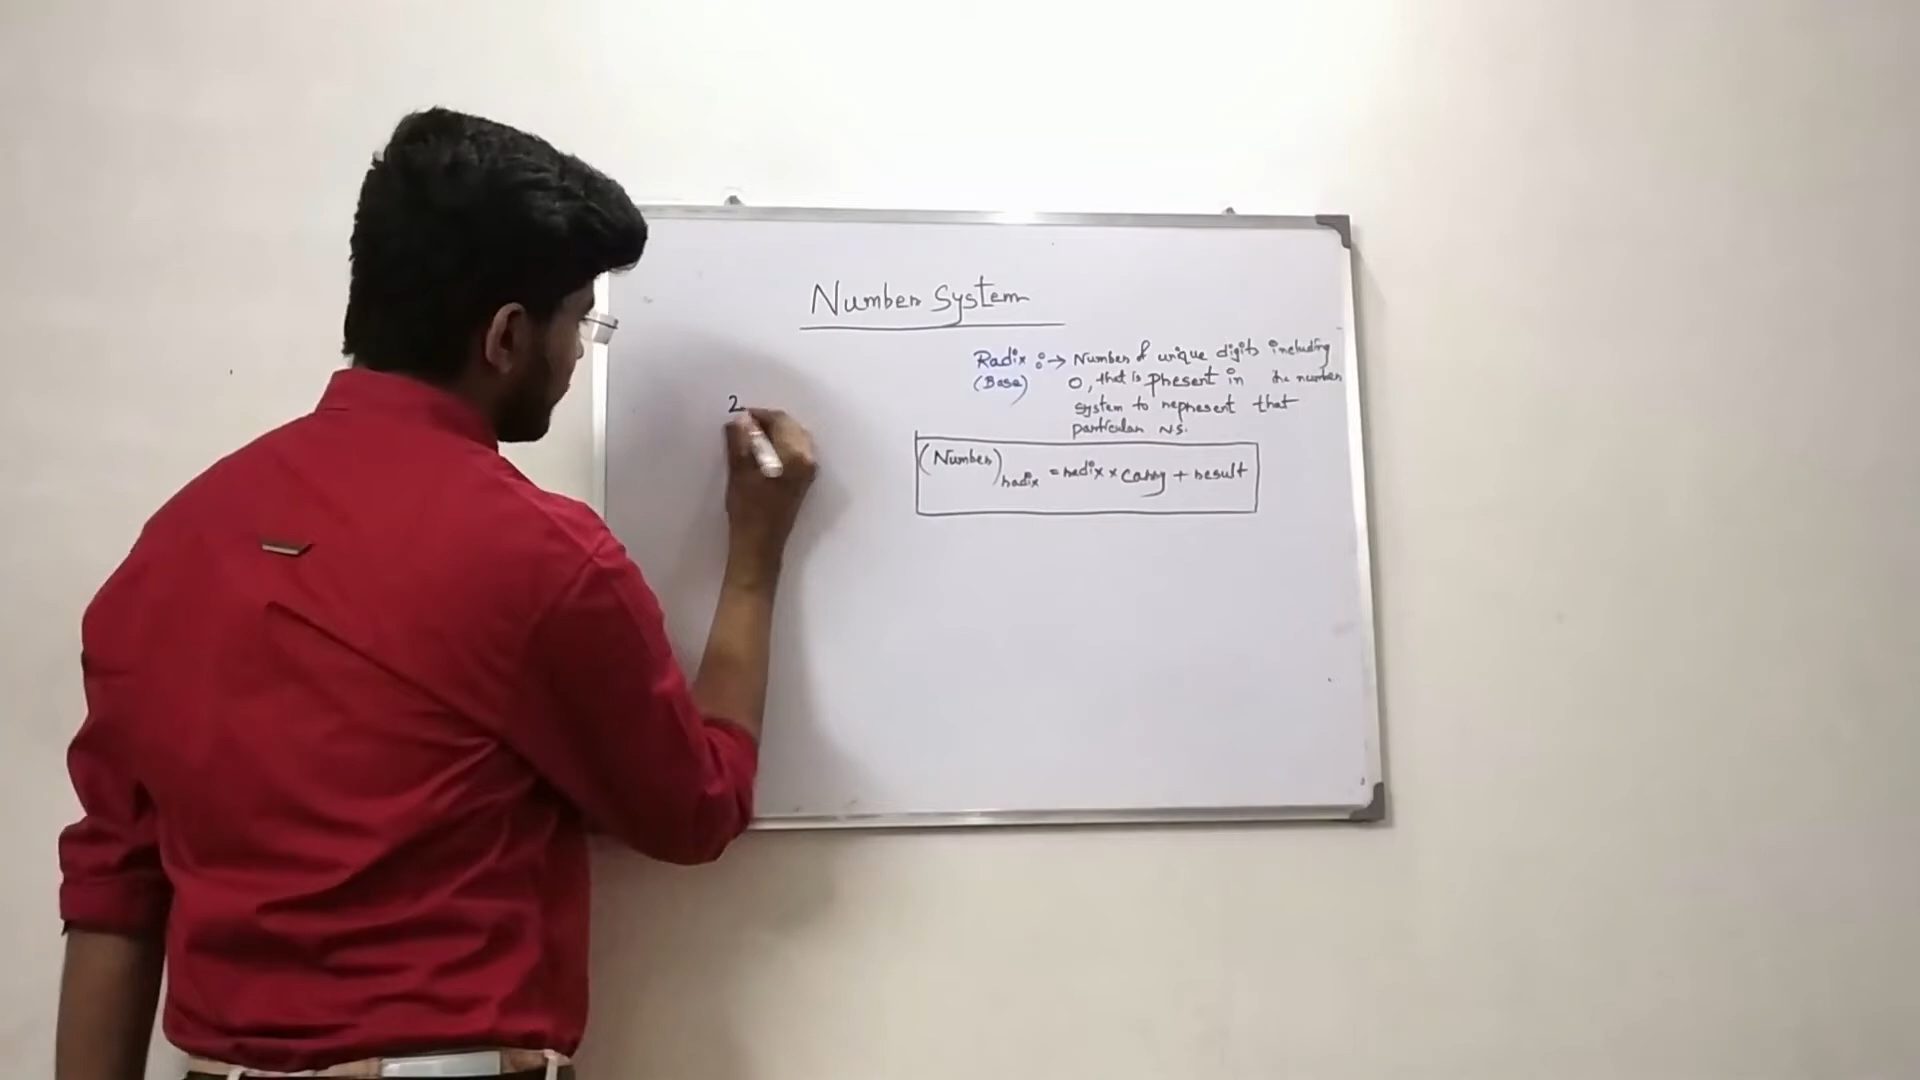 Number System
Radix :→ Number of unique digits including
(Base) 0, that is present in the number
system to represent that
particular NS.
2
(Number)radix = radix × Carry + result